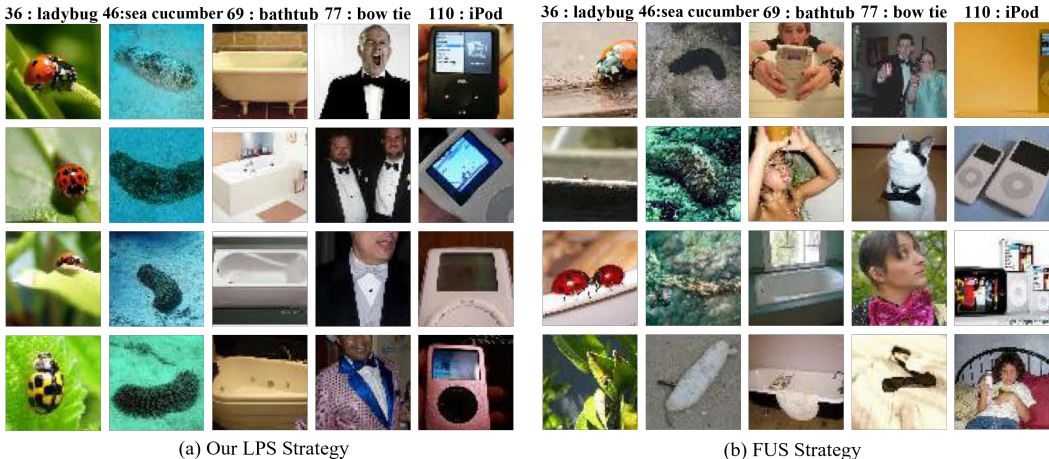 36 : ladybug 46:sea cucumber 69 : bathtub 77 : bow tie 110 : iPod
36 : ladybug 46:sea cucumber 69 : bathtub 77 : bow tie 110 : iPod
(a) Our LPS Strategy
(b) FUS Strategy